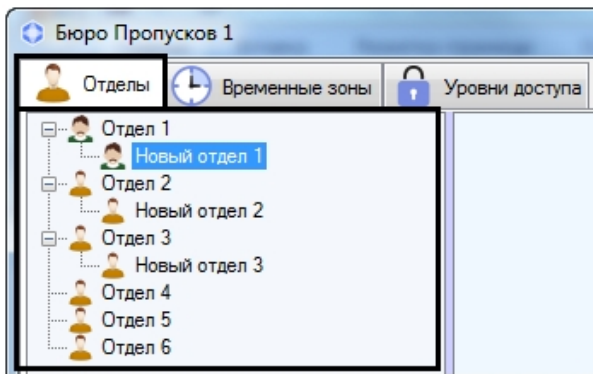 Бюро Пропусков 1
Отделы Временные зоны Уровни доступа
Отдел 1
Новый отдел 1
Отдел 2
Новый отдел 2
Отдел 3
Новый отдел 3
Отдел 4
Отдел 5
Отдел 6